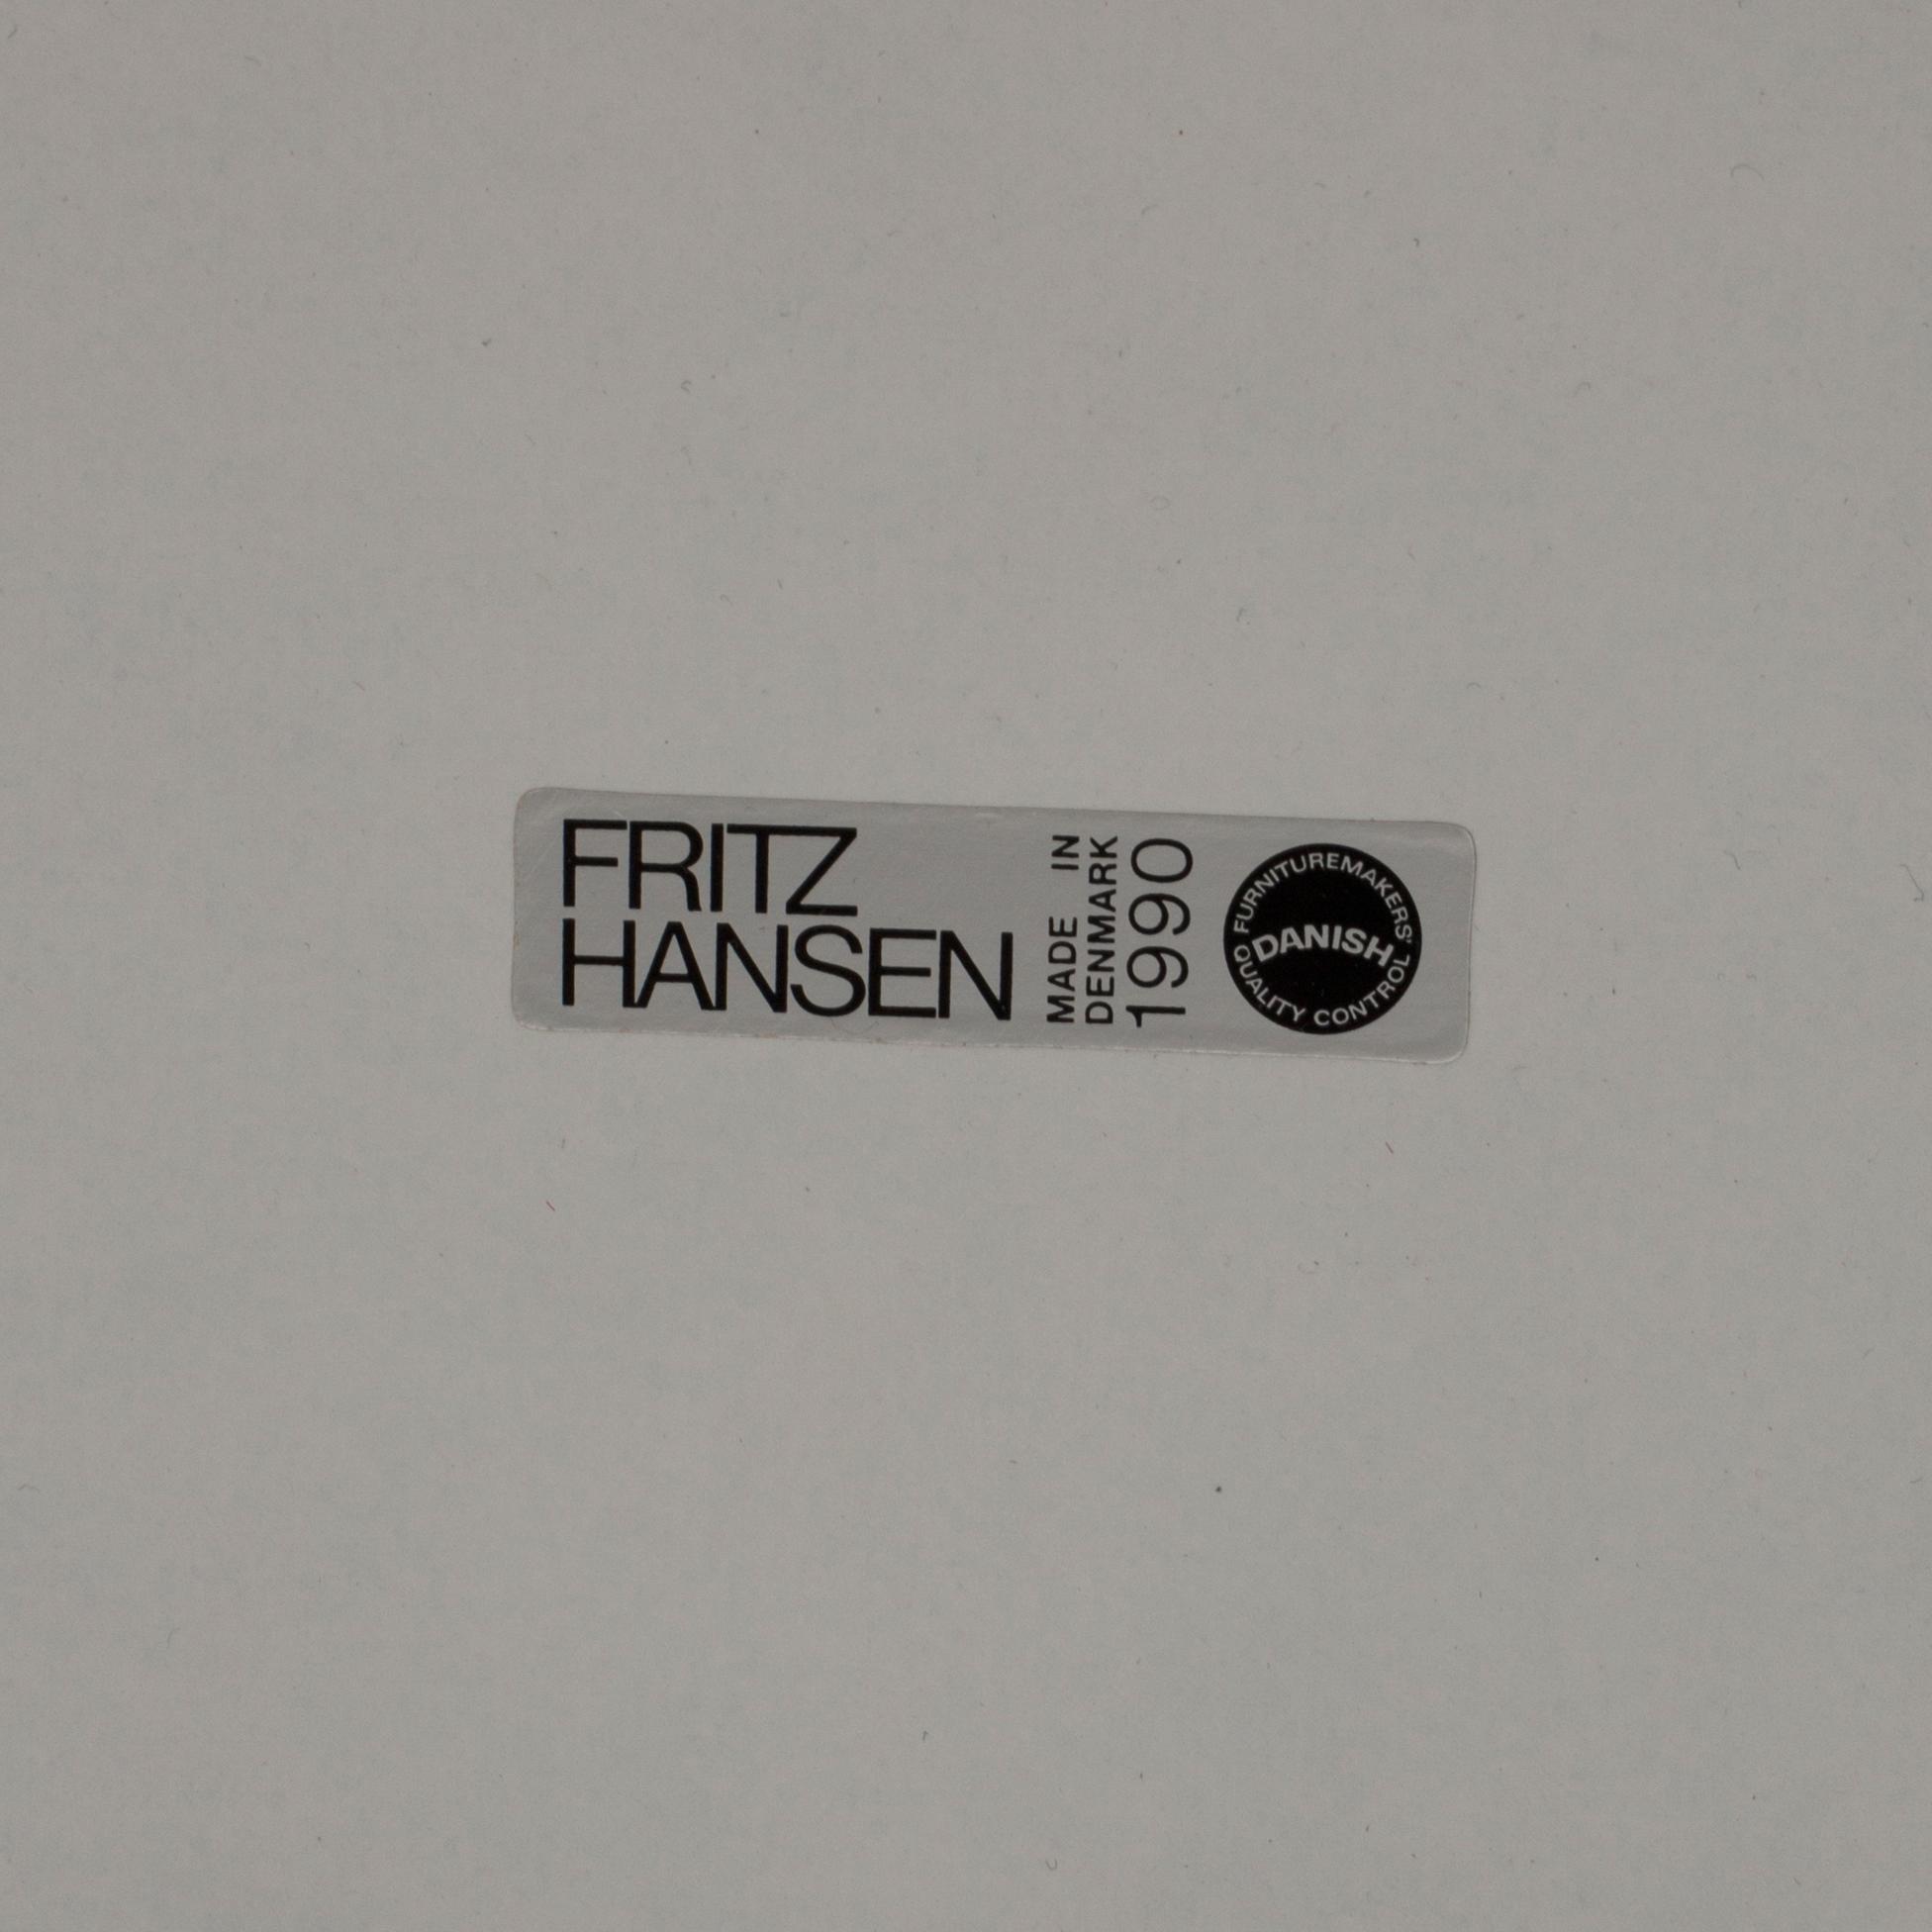 FRITZ
HANSEN
MADE IN
DENMARK
1990
FURNITUREMAKERS'
DANISH
QUALITY CONTROL